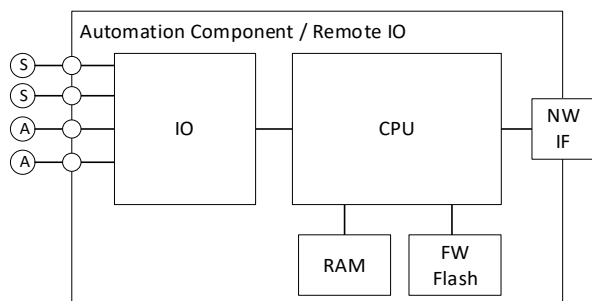 Automation Component / Remote IO
S
S
A
A
IO
CPU
NW
IF
RAM
FW
Flash